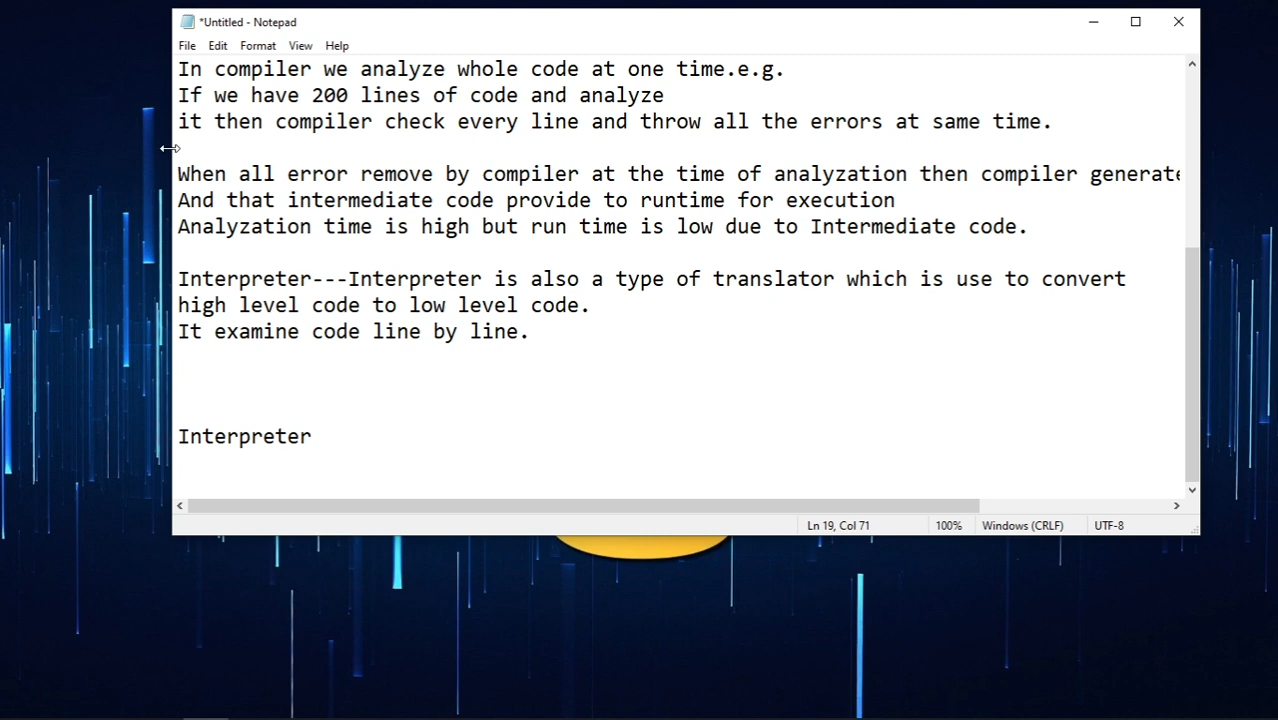 *Untitled - Notepad
File Edit Format View Help
In compiler we analyze whole code at one time.e.g.
If we have 200 lines of code and analyze
it then compiler check every line and throw all the errors at same time.
When all error remove by compiler at the time of analyzation then compiler generate
And that intermediate code provide to runtime for execution
Analyzation time is high but run time is low due to Intermediate code.
Interpreter---Interpreter is also a type of translator which is use to convert
high level code to low level code.
It examine code line by line.
Interpreter
Ln 19, Col 71 100% Windows (CRLF) UTF-8